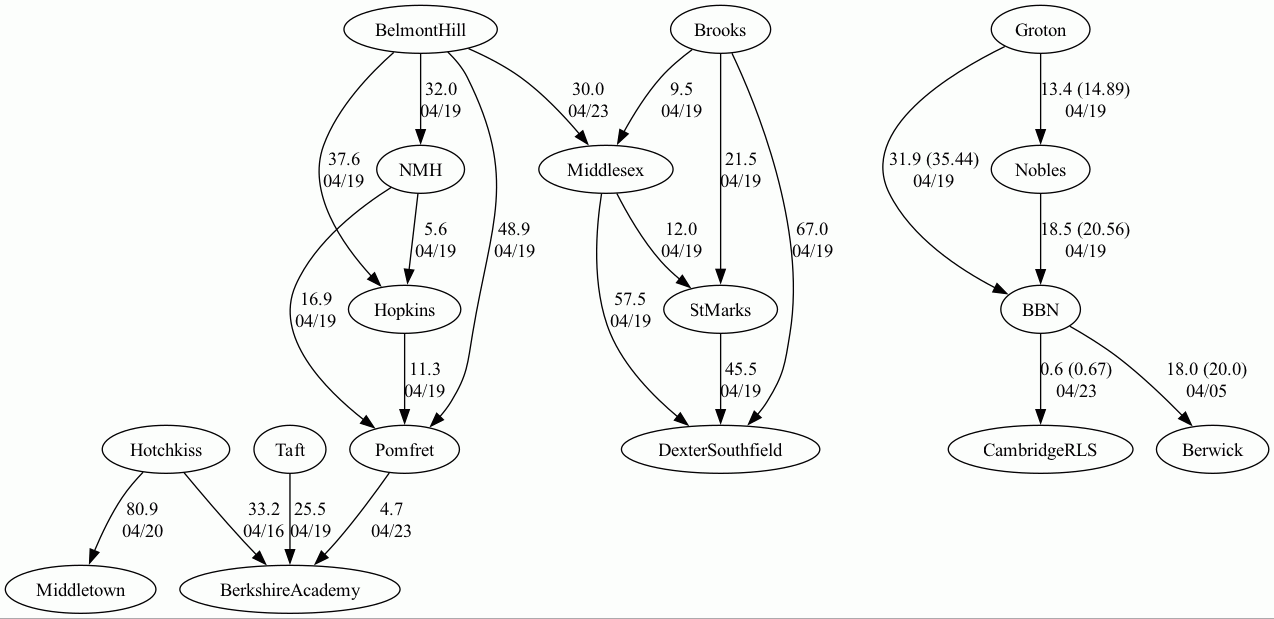 BelmontHill
Brooks
Groton
32.0
04/19
30.0
04/23
9.5
04/19
13.4 (14.89)
04/19
37.6
04/19
NMH
Middlesex
21.5
04/19
31.9 (35.44)
04/19
Nobles
5.6
04/19
48.9
04/19
12.0
04/19
67.0
04/19
18.5 (20.56)
04/19
16.9
04/19
Hopkins
57.5
04/19
StMarks
BBN
11.3
04/19
45.5
04/19
0.6 (0.67)
04/23
18.0 (20.0)
04/05
Hotchkiss
Taft
Pomfret
DexterSouthfield
CambridgeRLS
Berwick
80.9
04/20
33.2
04/16
25.5
04/19
4.7
04/23
Middletown
BerkshireAcademy